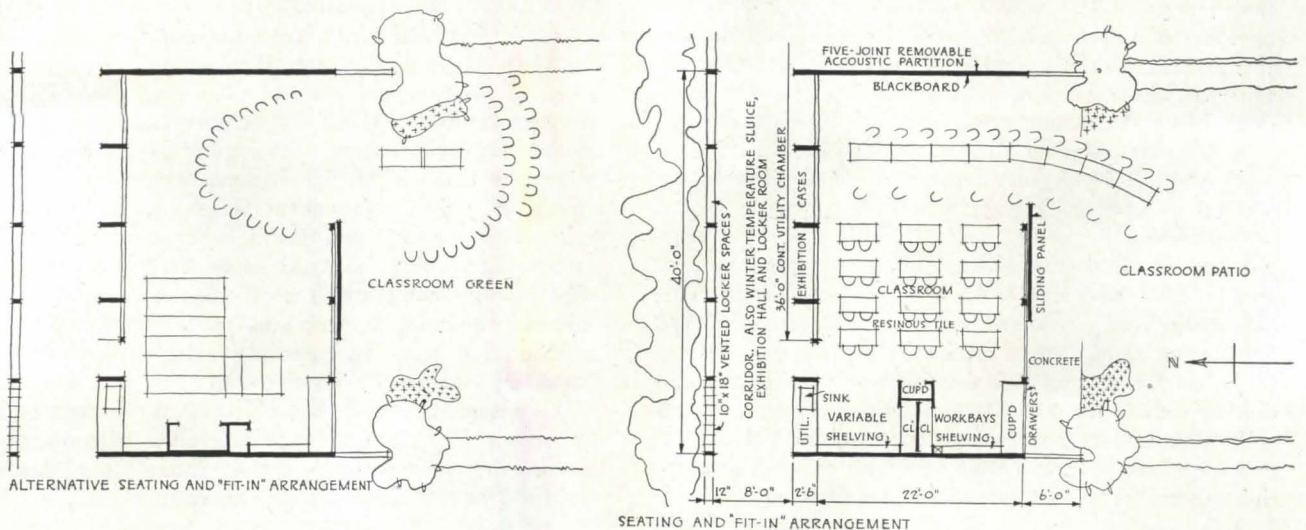 CLASSROOM GREEN
ALTERNATIVE SEATING AND "FIT-IN" ARRANGEMENT
FIVE-JOINT REMOVABLE
ACCOUSTIC PARTITION
BLACKBOARD
40'-0"
10"x18" VENTED LOCKER SPACES
CORRIDOR. ALSO WINTER TEMPERATURE SLUICE,
EXHIBITION HALL AND LOCKER ROOM
36'-0" CONT. UTILITY CHAMBER
EXHIBITION CASES
CLASSROOM
RESINOUS TILE
SLIDING PANEL
CLASSROOM PATIO
CONCRETE
N
SINK
UTIL.
VARIABLE
SHELVING
CUP'D
CL
CL
WORKBAYS
SHELVING
CUP'D
DRAWERS
12"
8'-0"
2'-6"
22'-0"
6'-0"
SEATING AND "FIT-IN" ARRANGEMENT